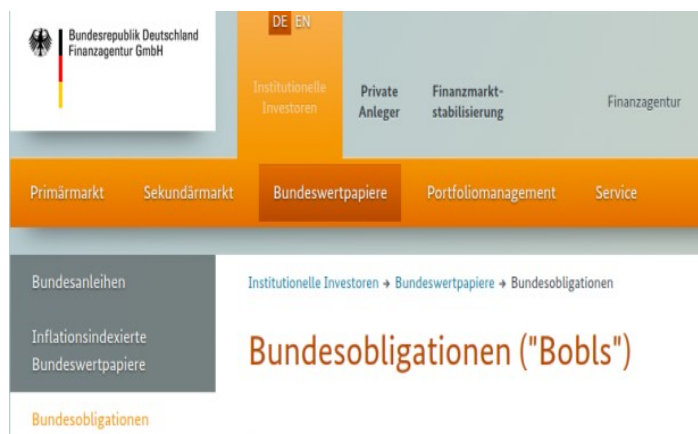 Bundesrepublik Deutschland
Finanzagentur GmbH
DE EN
Institutionelle
Investoren
Private
Anleger
Finanzmarkt-
stabilisierung
Finanzagentur
Primärmarkt
Sekundärmarkt
Bundeswertpapiere
Portfoliomanagement
Service
Bundesanleihen
Inflationsindexierte
Bundeswertpapiere
Bundesobligationen
Institutionelle Investoren → Bundeswertpapiere → Bundesobligationen
Bundesobligationen ("Bobls")